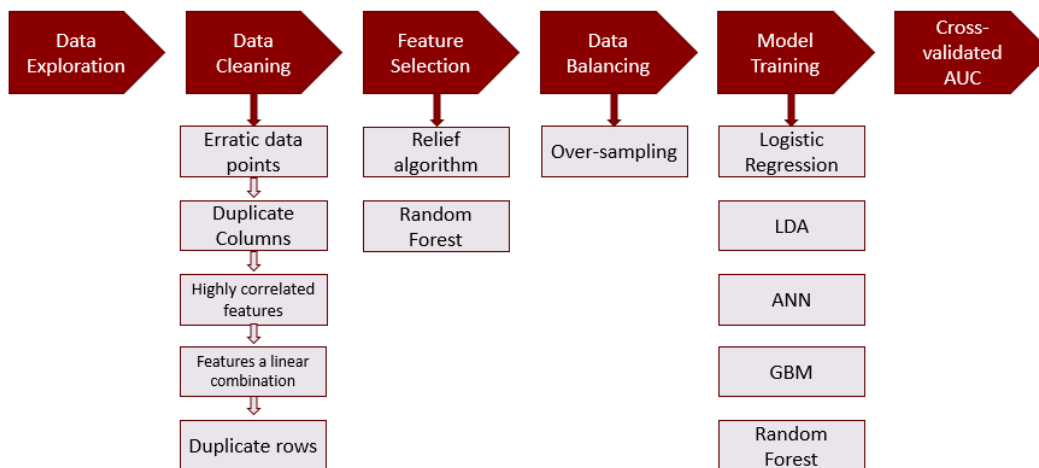 Data
Exploration
Data
Cleaning
Feature
Selection
Data
Balancing
Model
Training
Cross-
validated
AUC
Erratic data
points
Duplicate
Columns
Highly correlated
features
Features a linear
combination
Duplicate rows
Relief
algorithm
Random
Forest
Over-sampling
Logistic
Regression
LDA
ANN
GBM
Random
Forest